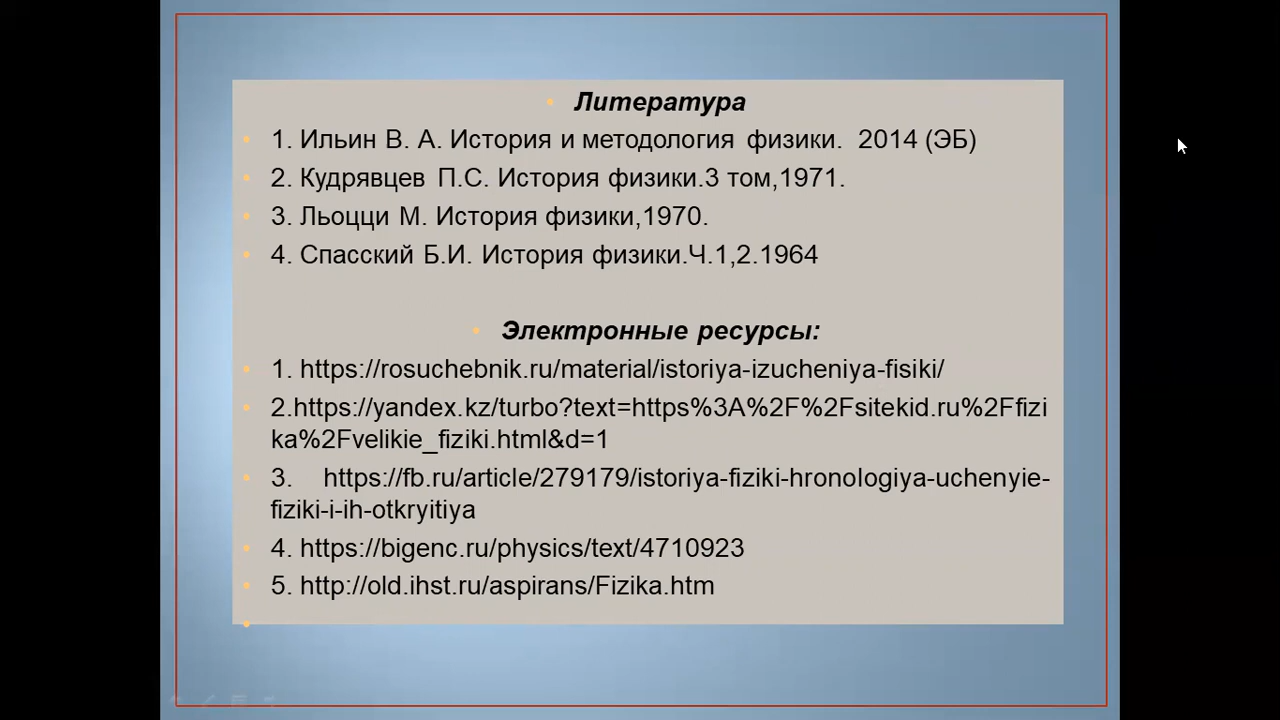 Литература
1. Ильин В. А. История и методология физики. 2014 (ЭБ)
2. Кудрявцев П.С. История физики.3 том,1971.
3. Льоцци М. История физики,1970.
4. Спасский Б.И. История физики.Ч.1,2.1964
Электронные ресурсы:
1. https://rosuchebnik.ru/material/istoriya-izucheniya-fisiki/
2.https://yandex.kz/turbo?text=https%3A%2F%2Fsitekid.ru%2Ffizi
ka%2Fvelikie_fiziki.html&d=1
3. https://fb.ru/article/279179/istoriya-fiziki-hronologiya-uchenyie-
fiziki-i-ih-otkryitiya
4. https://bigenc.ru/physics/text/4710923
5. http://old.ihst.ru/aspirans/Fizika.htm